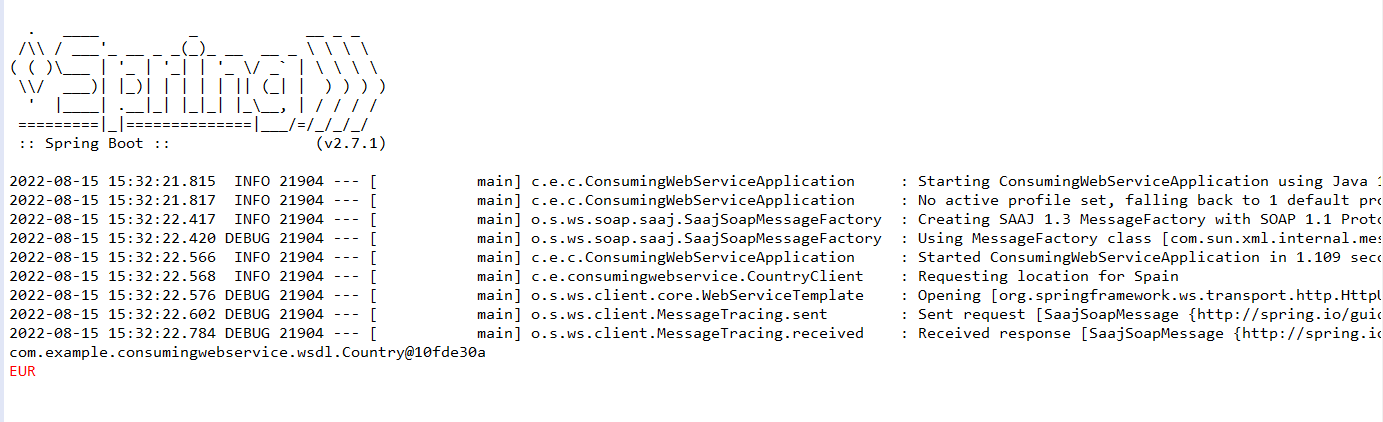 .   ____          _            __ _ _
 /\\ / ___'_ __ _ _(_)_ __  __ _ \ \ \ \
( ( )\___ | '_ | '_| | '_ \/ _` | \ \ \ \
 \\/  ___)| |_)| | | | | || (_| |  ) ) ) )
  '  |____| .__|_| |_|_| |_\__, | / / / /
 =========|_|==============|___/=/_/_/_/
 :: Spring Boot ::                (v2.7.1)
2022-08-15 15:32:21.815  INFO 21904 --- [           main] c.e.c.ConsumingWebServiceApplication     : Starting ConsumingWebServiceApplication using Java 1
2022-08-15 15:32:21.817  INFO 21904 --- [           main] c.e.c.ConsumingWebServiceApplication     : No active profile set, falling back to 1 default pro
2022-08-15 15:32:22.417  INFO 21904 --- [           main] o.s.ws.soap.saaj.SaajSoapMessageFactory  : Creating SAAJ 1.3 MessageFactory with SOAP 1.1 Proto
2022-08-15 15:32:22.420 DEBUG 21904 --- [           main] o.s.ws.soap.saaj.SaajSoapMessageFactory  : Using MessageFactory class [com.sun.xml.internal.mes
2022-08-15 15:32:22.566  INFO 21904 --- [           main] c.e.c.ConsumingWebServiceApplication     : Started ConsumingWebServiceApplication in 1.109 seco
2022-08-15 15:32:22.568  INFO 21904 --- [           main] c.e.consumingwebservice.CountryClient    : Requesting location for Spain
2022-08-15 15:32:22.576 DEBUG 21904 --- [           main] o.s.ws.client.core.WebServiceTemplate    : Opening [org.springframework.ws.transport.http.HttpU
2022-08-15 15:32:22.602 DEBUG 21904 --- [           main] o.s.ws.client.MessageTracing.sent        : Sent request [SaajSoapMessage {http://spring.io/guid
2022-08-15 15:32:22.784 DEBUG 21904 --- [           main] o.s.ws.client.MessageTracing.received    : Received response [SaajSoapMessage {http://spring.io
com.example.consumingwebservice.wsdl.Country@10fde30a
EUR